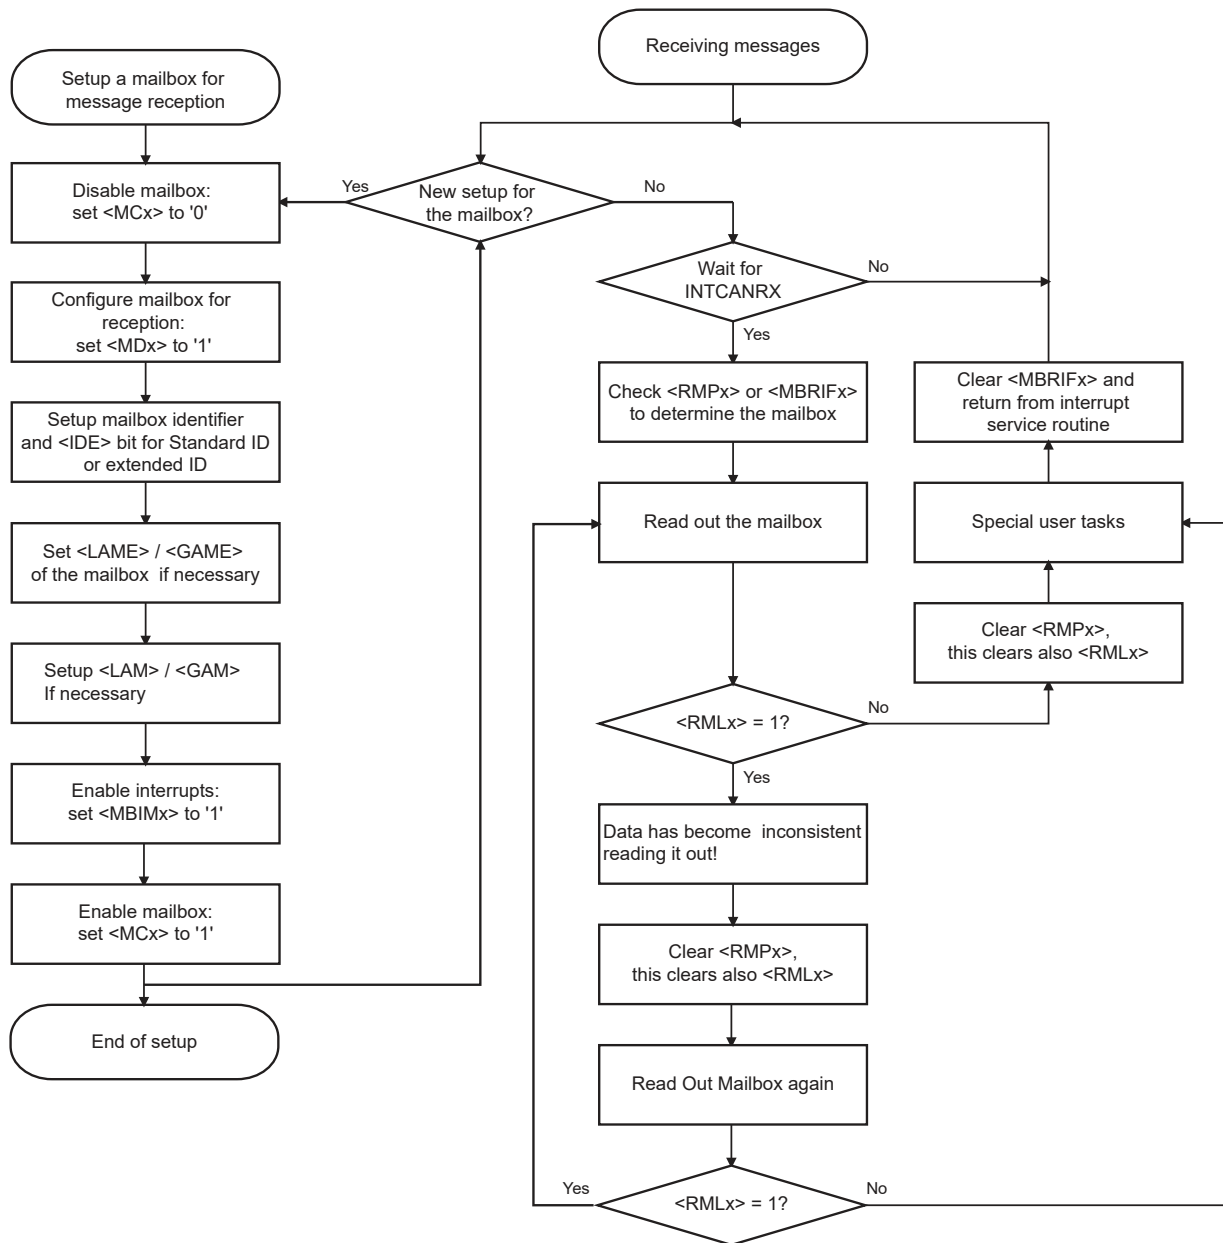 Setup a mailbox for
message reception
Disable mailbox:
set <MCx> to '0'
Configure mailbox for
reception:
set <MDx> to '1'
Setup mailbox identifier
and <IDE> bit for Standard ID
or extended ID
Set <LAME> / <GAME>
of the mailbox if necessary
Setup <LAM> / <GAM>
If necessary
Enable interrupts:
set <MBIMx> to '1'
Enable mailbox:
set <MCx> to '1'
End of setup
Receiving messages
Yes
New setup for
the mailbox?
No
Wait for
INTCANRX
No
Yes
Check <RMPx> or <MBRIFx>
to determine the mailbox
Read out the mailbox
<RMLx> = 1?
No
Yes
Data has become inconsistent
reading it out!
Clear <RMPx>,
this clears also <RMLx>
Read Out Mailbox again
Yes
<RMLx> = 1?
No
Clear <MBRIFx> and
return from interrupt
service routine
Special user tasks
Clear <RMPx>,
this clears also <RMLx>